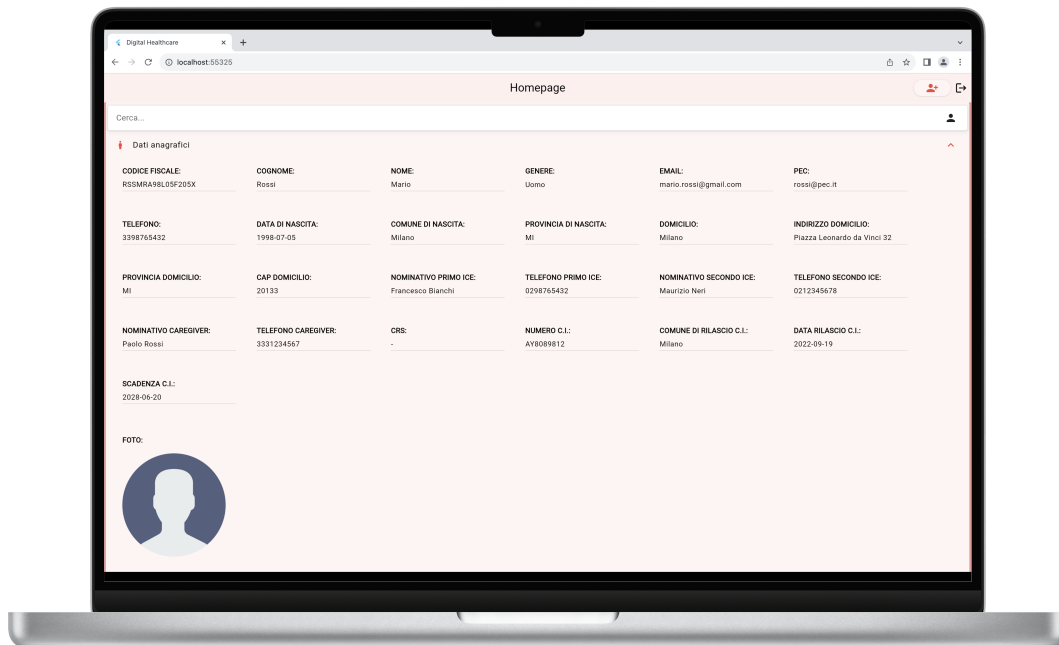 Digital Healthcare
localhost:55325
Homepage
Cerca...
Dati anagrafici
CODICE FISCALE: COGNOME: NOME: GENERE: EMAIL: PEC:
RSSMRA98L05F205X Rossi Mario Uomo mario.rossi@gmail.com rossi@pec.it
TELEFONO: DATA DI NASCITA: COMUNE DI NASCITA: PROVINCIA DI NASCITA: DOMICILIO: INDIRIZZO DOMICILIO:
3398765432 1998-07-05 Milano MI Milano Piazza Leonardo da Vinci 32
PROVINCIA DOMICILIO: CAP DOMICILIO: NOMINATIVO PRIMO ICE: TELEFONO PRIMO ICE: NOMINATIVO SECONDO ICE: TELEFONO SECONDO ICE:
MI 20133 Francesco Bianchi 0298765432 Maurizio Neri 0212345678
NOMINATIVO CAREGIVER: TELEFONO CAREGIVER: CRS: NUMERO C.I.: COMUNE DI RILASCIO C.I.: DATA RILASCIO C.I.:
Paolo Rossi 3331234567 - AY8089812 Milano 2022-09-19
SCADENZA C.I.:
2028-06-20
FOTO: